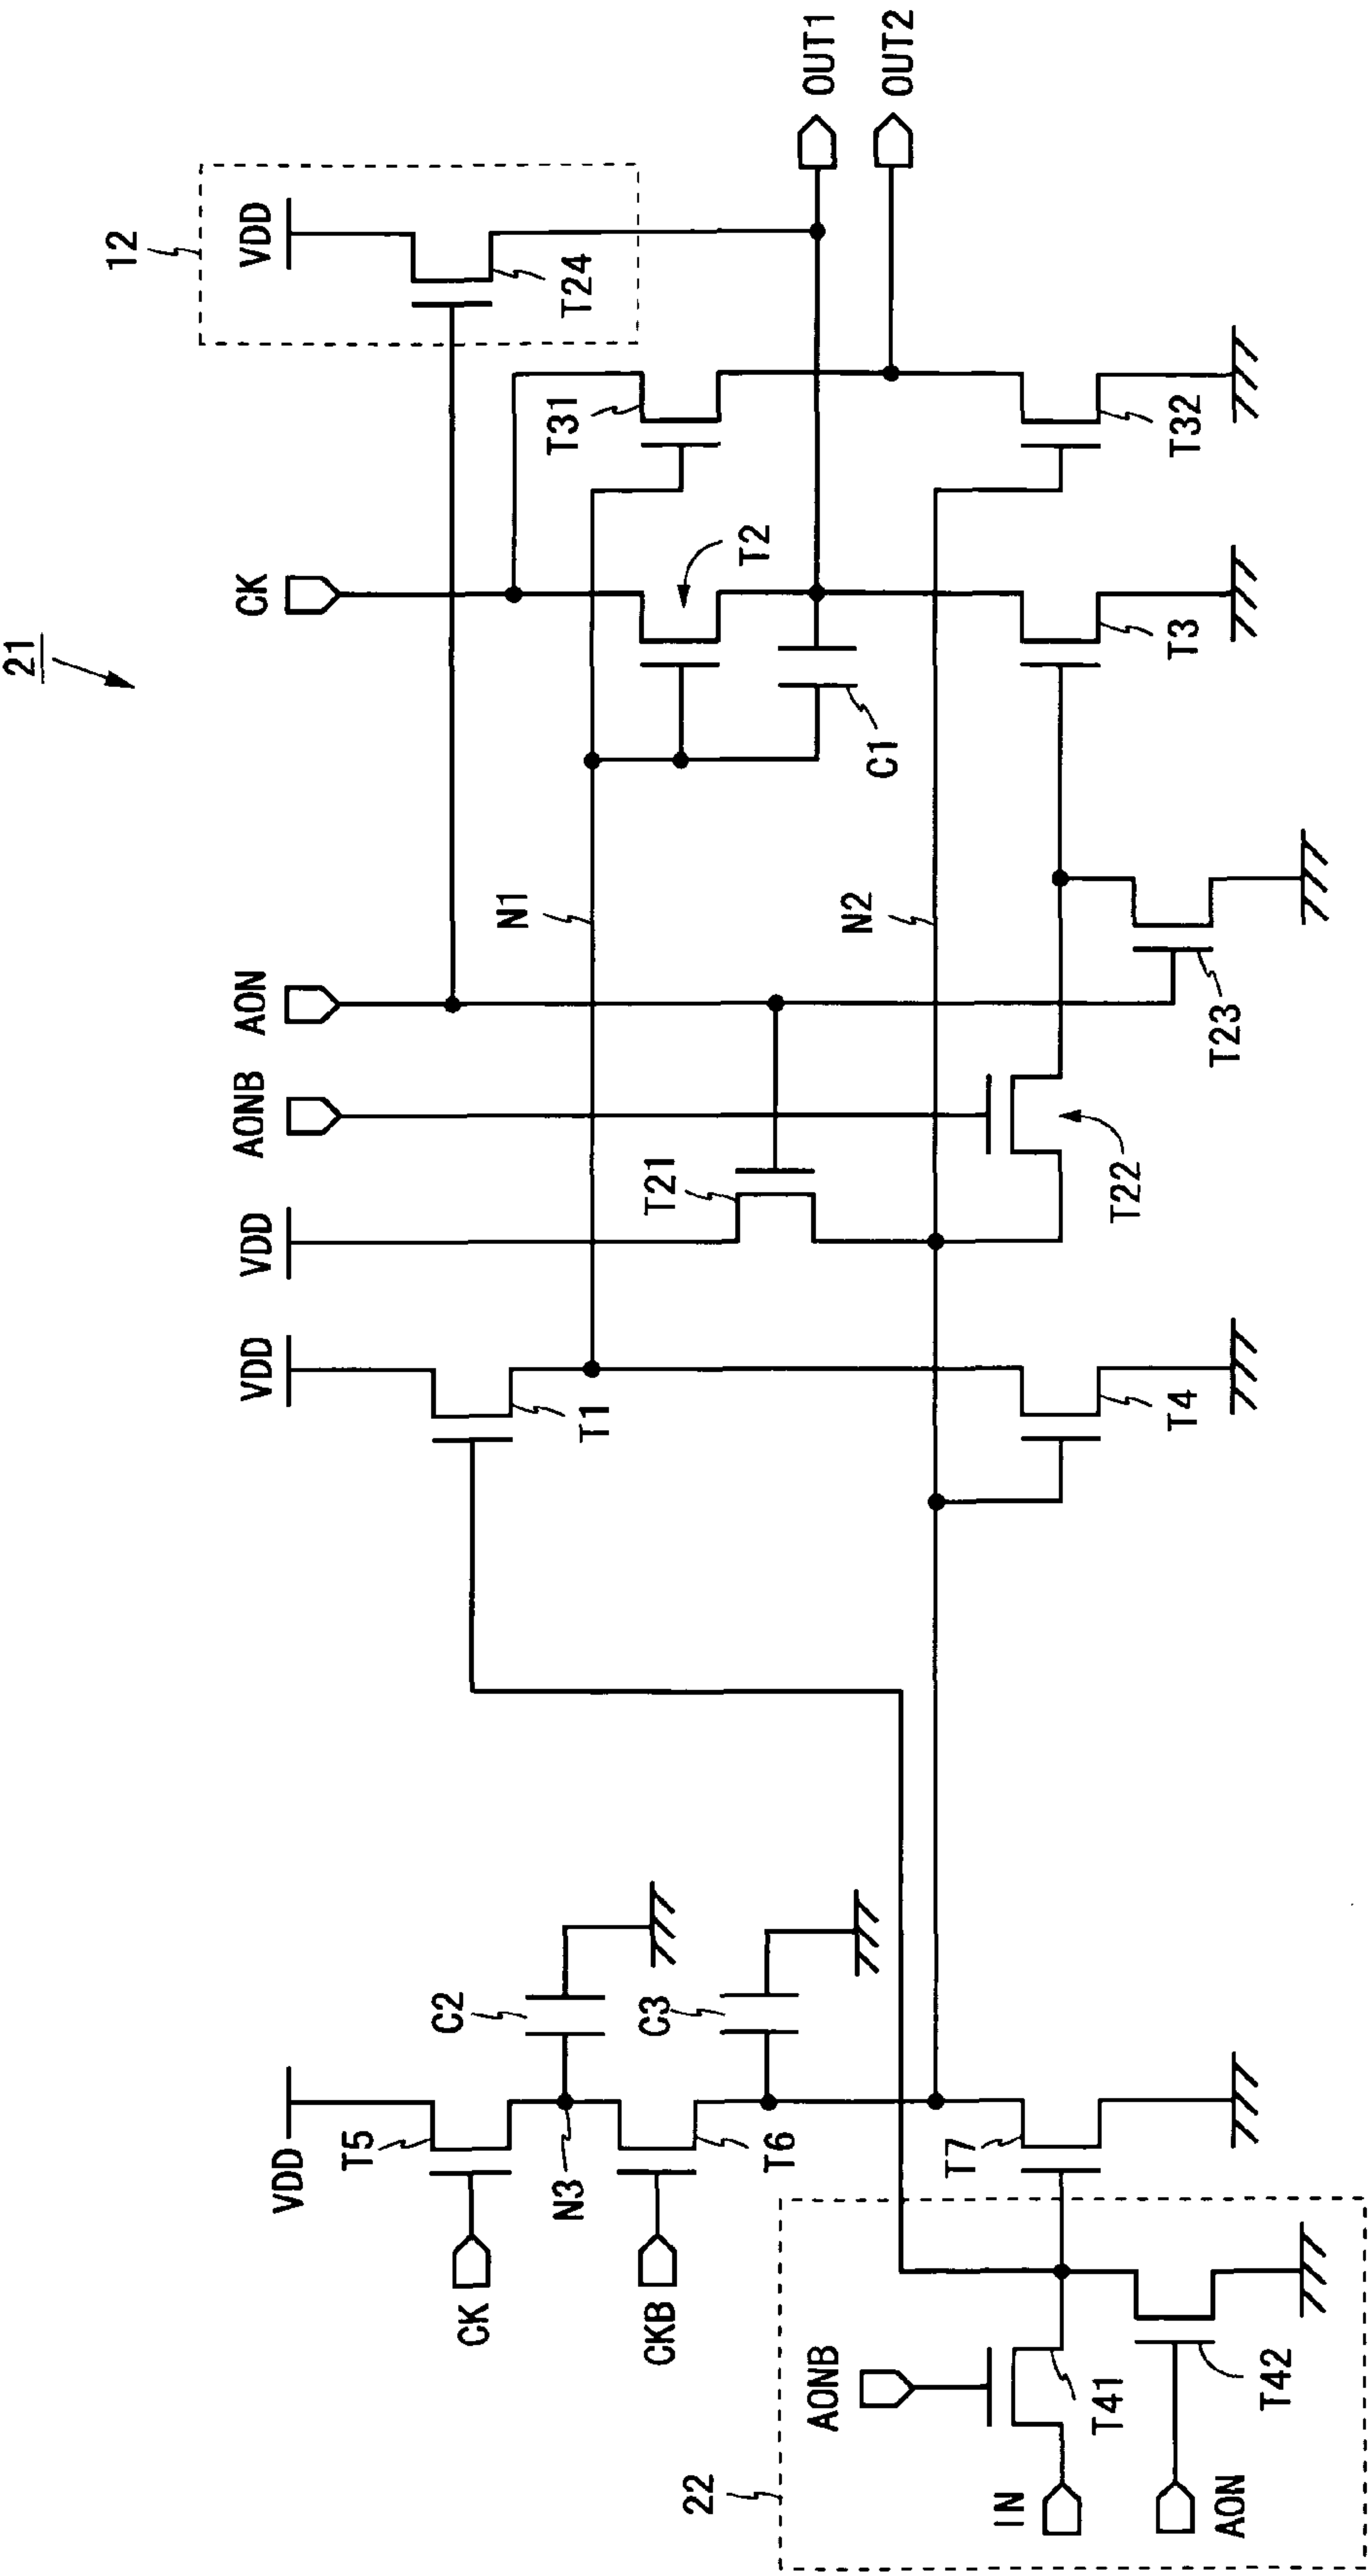 21
12
VDD
VDD
VDD
AONB
AON
CK
VDD
T24
T5
CK
N3
C2
CKB
T6
C3
T1
T21
N1
T31
T2
C1
OUT1
OUT2
N2
22
AONB
IN
T41
AON
T42
T7
T4
T22
T23
T3
T32